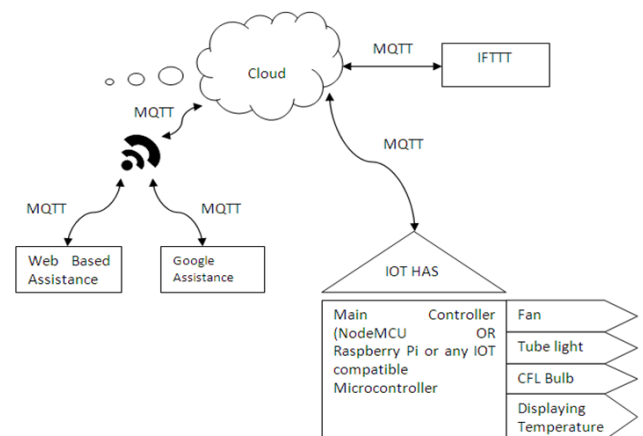 MQTT
IFTTT
Cloud
MQTT
MQTT
MQTT
MQTT
Web Based
Assistance
Google
Assistance
IOT HAS
Main Controller
(NodeMCU OR
Raspberry Pi or any IOT
compatible
Microcontroller
Fan
Tube light
CFL Bulb
Displaying
Temperature